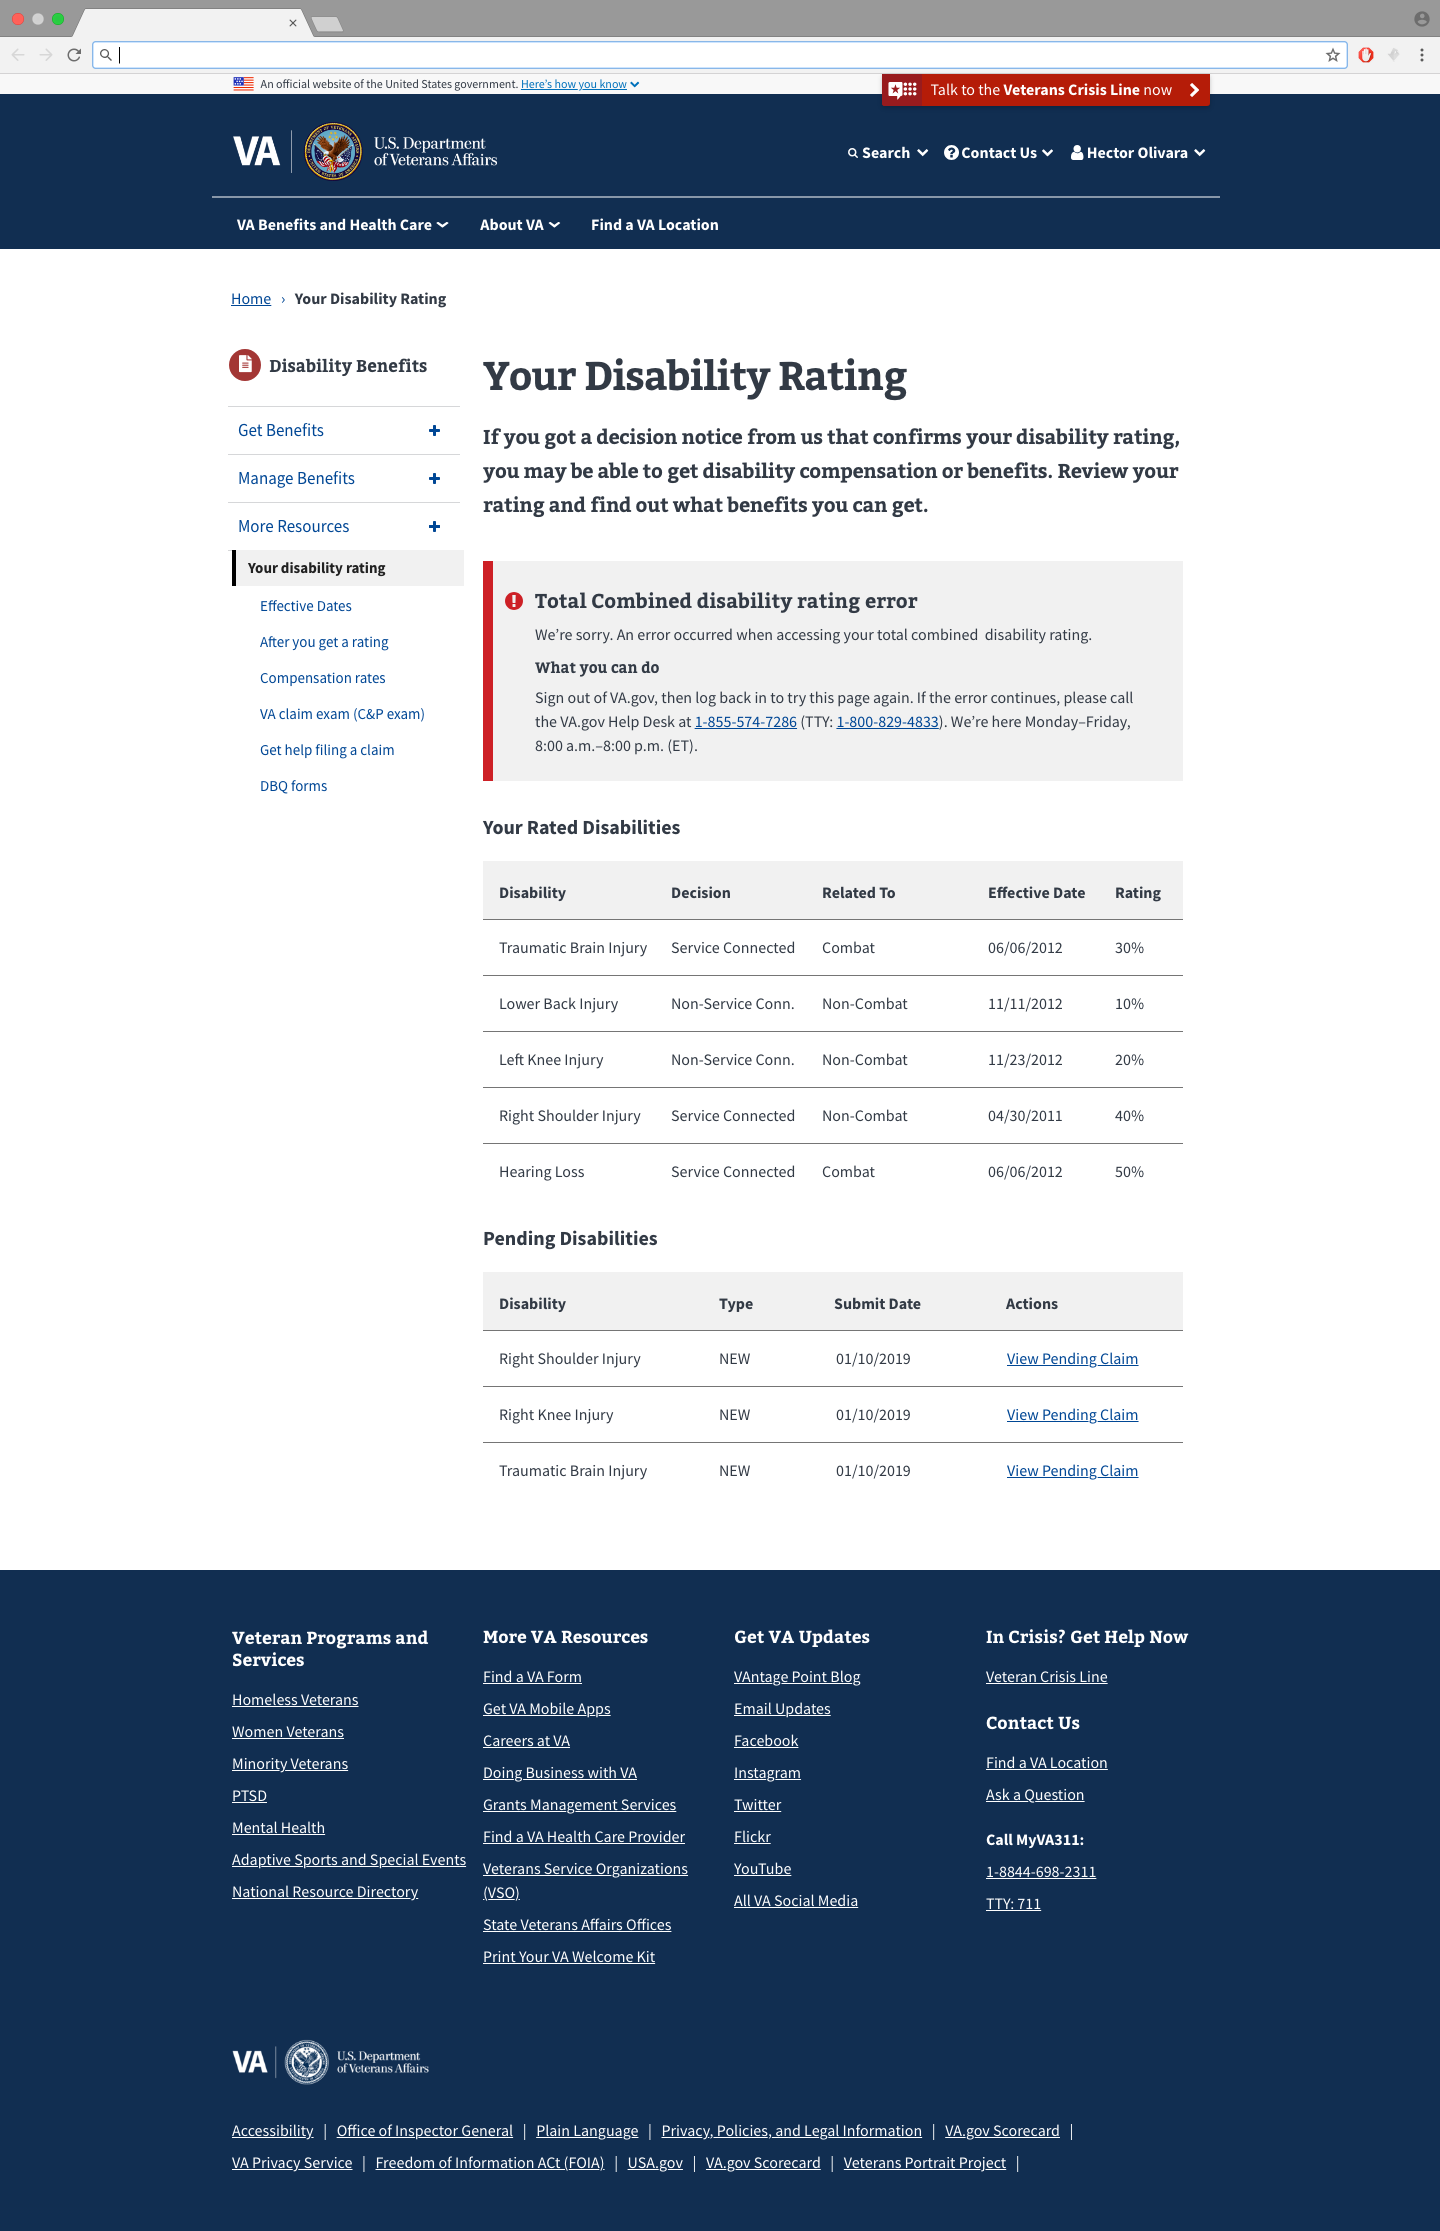 An official website of the United States government. Here's how you know
Talk to the Veterans Crisis Line now
VA
U.S. Department
of Veterans Affairs
Search
Contact Us
Hector Olivara
VA Benefits and Health Care
About VA
Find a VA Location
Home › Your Disability Rating
Disability Benefits
Get Benefits
Manage Benefits
More Resources
Your disability rating
Effective Dates
After you get a rating
Compensation rates
VA claim exam (C&P exam)
Get help filing a claim
DBQ forms
Your Disability Rating
If you got a decision notice from us that confirms your disability rating,
you may be able to get disability compensation or benefits. Review your
rating and find out what benefits you can get.
Total Combined disability rating error
We're sorry. An error occurred when accessing your total combined  disability rating.
What you can do
Sign out of VA.gov, then log back in to try this page again. If the error continues, please call
the VA.gov Help Desk at 1-855-574-7286 (TTY: 1-800-829-4833). We're here Monday–Friday,
8:00 a.m.–8:00 p.m. (ET).
Your Rated Disabilities
Disability Decision Related To Effective Date Rating
Traumatic Brain Injury Service Connected Combat 06/06/2012 30%
Lower Back Injury Non-Service Conn. Non-Combat 11/11/2012 10%
Left Knee Injury Non-Service Conn. Non-Combat 11/23/2012 20%
Right Shoulder Injury Service Connected Non-Combat 04/30/2011 40%
Hearing Loss Service Connected Combat 06/06/2012 50%
Pending Disabilities
Disability Type Submit Date Actions
Right Shoulder Injury NEW 01/10/2019 View Pending Claim
Right Knee Injury NEW 01/10/2019 View Pending Claim
Traumatic Brain Injury NEW 01/10/2019 View Pending Claim
Veteran Programs and
Services
Homeless Veterans
Women Veterans
Minority Veterans
PTSD
Mental Health
Adaptive Sports and Special Events
National Resource Directory
More VA Resources
Find a VA Form
Get VA Mobile Apps
Careers at VA
Doing Business with VA
Grants Management Services
Find a VA Health Care Provider
Veterans Service Organizations
(VSO)
State Veterans Affairs Offices
Print Your VA Welcome Kit
Get VA Updates
VAntage Point Blog
Email Updates
Facebook
Instagram
Twitter
Flickr
YouTube
All VA Social Media
In Crisis? Get Help Now
Veteran Crisis Line
Contact Us
Find a VA Location
Ask a Question
Call MyVA311:
1-8844-698-2311
TTY: 711
VA
U.S. Department
of Veterans Affairs
Accessibility | Office of Inspector General | Plain Language | Privacy, Policies, and Legal Information | VA.gov Scorecard |
VA Privacy Service | Freedom of Information ACt (FOIA) | USA.gov | VA.gov Scorecard | Veterans Portrait Project |